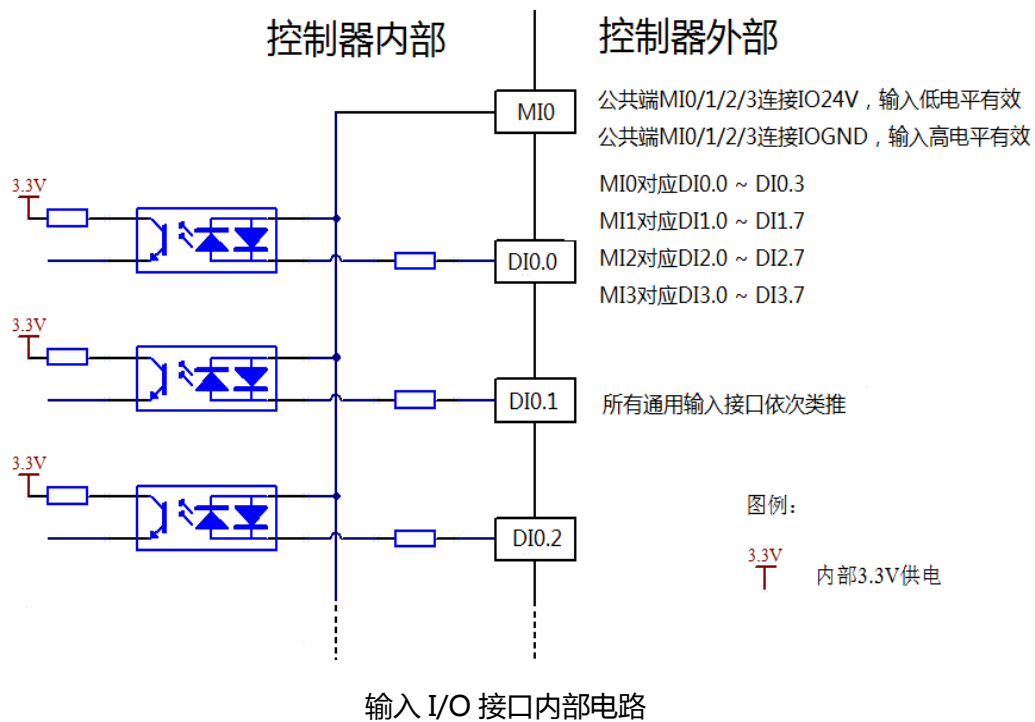 控制器内部
控制器外部
MI0
公共端MI0/1/2/3连接IO24V，输入低电平有效
公共端MI0/1/2/3连接IOGND，输入高电平有效
3.3V
MI0对应DI0.0 ~ DI0.3
MI1对应DI1.0 ~ DI1.7
DI0.0
MI2对应DI2.0 ~ DI2.7
MI3对应DI3.0 ~ DI3.7
3.3V
DI0.1
所有通用输入接口依次类推
3.3V
图例：
DI0.2
3.3V
内部3.3V供电
输入 I/O 接口内部电路